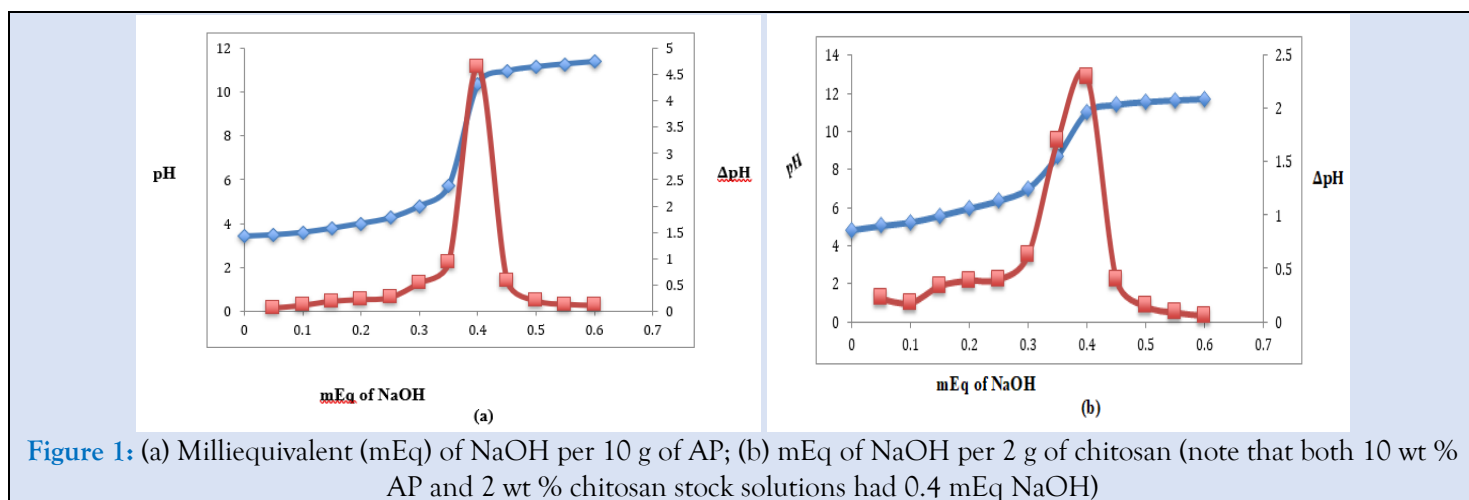 12
10
8
6
4
2
0
pH
5
4.5
4
3.5
3
2.5
2
1.5
1
0.5
0
ΔpH
0 0.1 0.2 0.3 0.4 0.5 0.6 0.7
mEq of NaOH
(a)
14
12
10
8
6
4
2
0
pH
2.5
2
1.5
1
0.5
0
ΔpH
0 0.1 0.2 0.3 0.4 0.5 0.6 0.7
mEq of NaOH
(b)
Figure 1: (a) Milliequivalent (mEq) of NaOH per 10 g of AP; (b) mEq of NaOH per 2 g of chitosan (note that both 10 wt %
AP and 2 wt % chitosan stock solutions had 0.4 mEq NaOH)